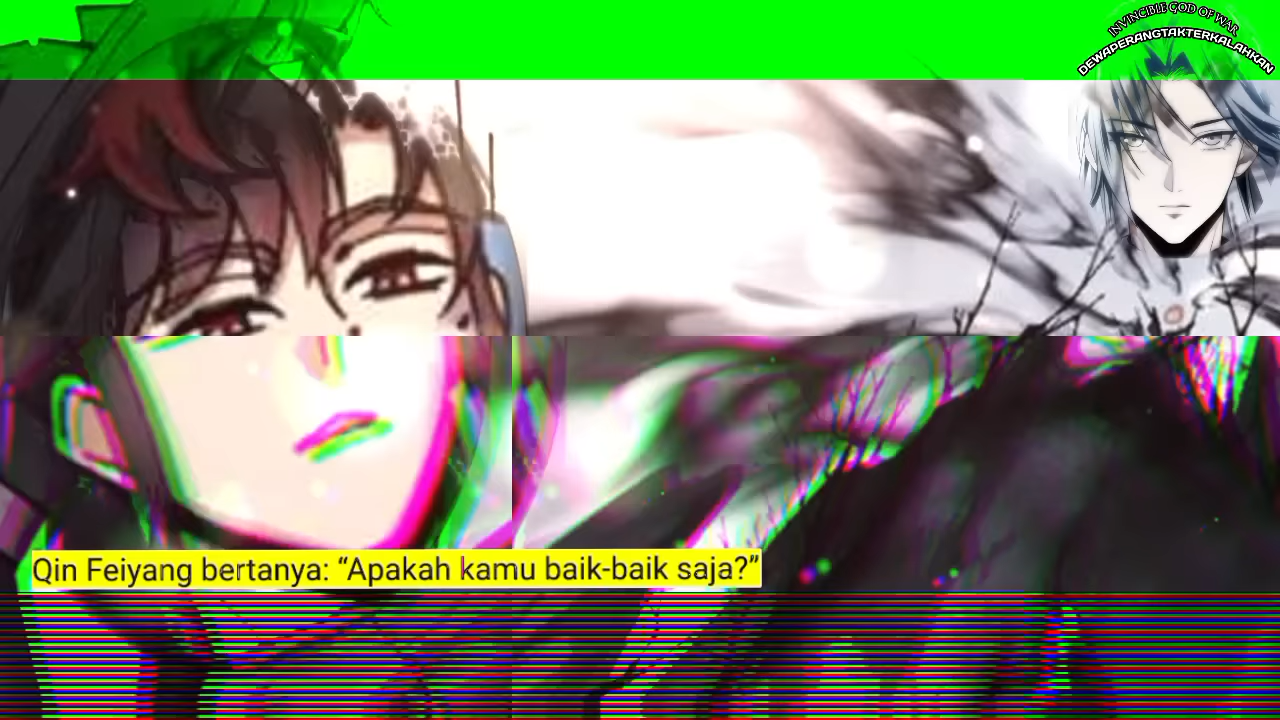 INVINCIBLE GOD OF WAR
DEWAPERANGTAKTERKALAHKAN
Qin Feiyang bertanya: “Apakah kamu baik-baik saja?”